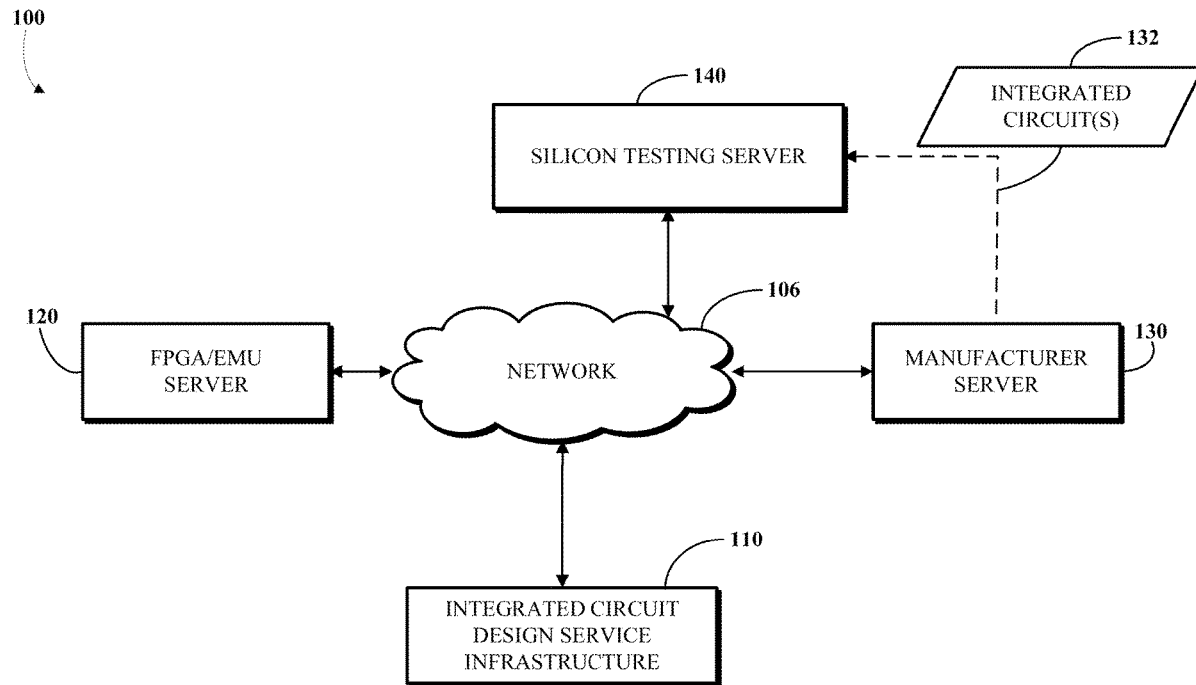 100
132
140
INTEGRATED
CIRCUIT(S)
SILICON TESTING SERVER
106
120
FPGA/EMU
SERVER
NETWORK
MANUFACTURER
SERVER
130
110
INTEGRATED CIRCUIT
DESIGN SERVICE
INFRASTRUCTURE